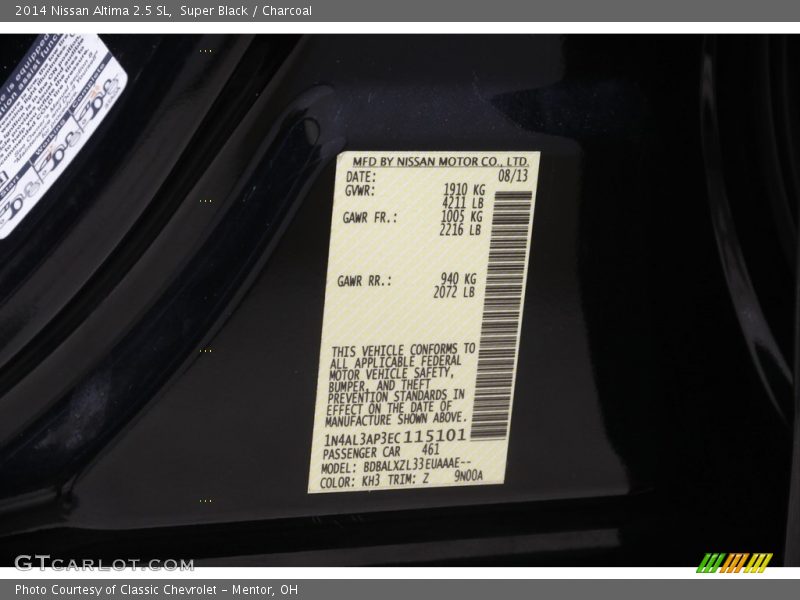 2014 Nissan Altima 2.5 SL, Super Black / Charcoal
MFD BY NISSAN MOTOR CO., LTD.
DATE: 08/13
GVWR: 1910 KG
4211 LB
GAWR FR.: 1005 KG
2216 LB
GAWR RR.: 940 KG
2072 LB
THIS VEHICLE CONFORMS TO
ALL APPLICABLE FEDERAL
MOTOR VEHICLE SAFETY,
BUMPER, AND THEFT
PREVENTION STANDARDS IN
EFFECT ON THE DATE OF
MANUFACTURE SHOWN ABOVE.
1N4AL3AP3EC115101
PASSENGER CAR 461
MODEL: BDBALXZL33EUAAAE--
COLOR: KH3 TRIM: Z 9N00A
GTCARLOT.COM
Photo Courtesy of Classic Chevrolet - Mentor, OH